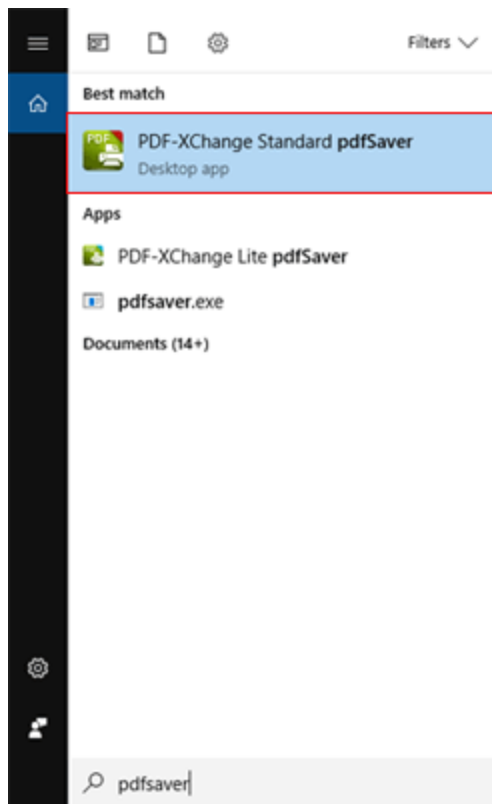 Filters
Best match
PDF
PDF-XChange Standard pdfSaver
Desktop app
Apps
PDF-XChange Lite pdfSaver
pdfsaver.exe
Documents (14+)
pdfsaver